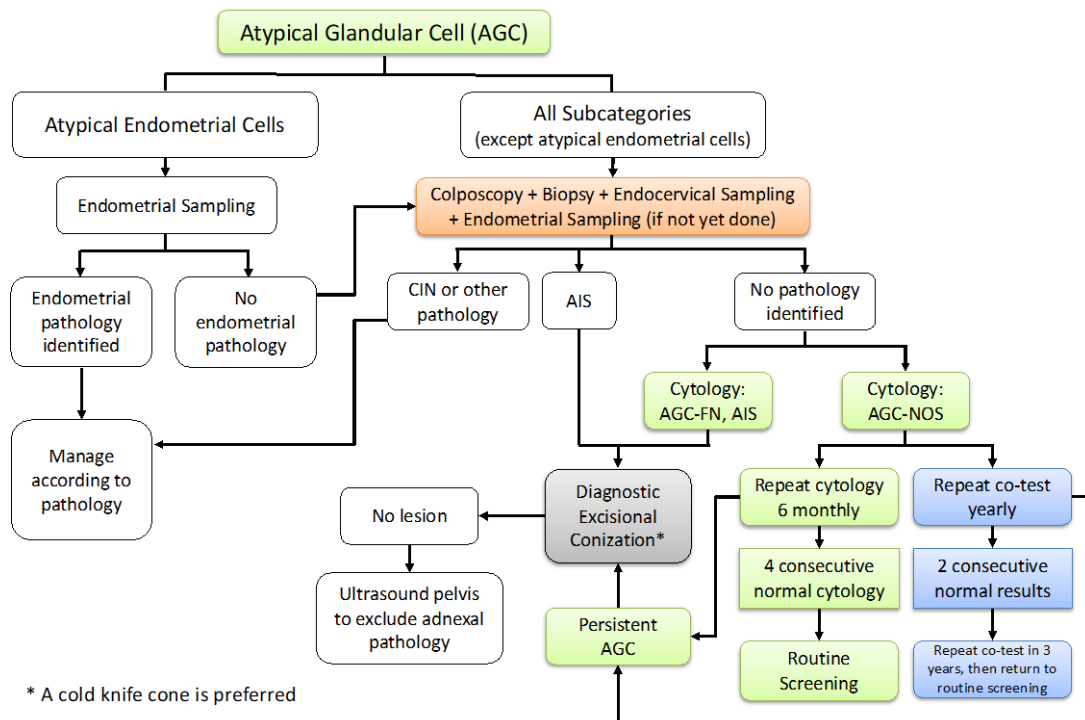 Atypical Glandular Cell (AGC)
Atypical Endometrial Cells
All Subcategories
(except atypical endometrial cells)
Endometrial Sampling
Colposcopy + Biopsy + Endocervical Sampling
+ Endometrial Sampling (if not yet done)
Endometrial
pathology
identified
No
endometrial
pathology
CIN or other
pathology
AIS
No pathology
identified
Cytology:
AGC-FN, AIS
Cytology:
AGC-NOS
Manage
according to
pathology
No lesion
Diagnostic
Excisional
Conization*
Repeat cytology
6 monthly
Repeat co-test
yearly
Ultrasound pelvis
to exclude adnexal
pathology
Persistent
AGC
4 consecutive
normal cytology
2 consecutive
normal results
Routine
Screening
Repeat co-test in 3
years, then return to
routine screening
* A cold knife cone is preferred